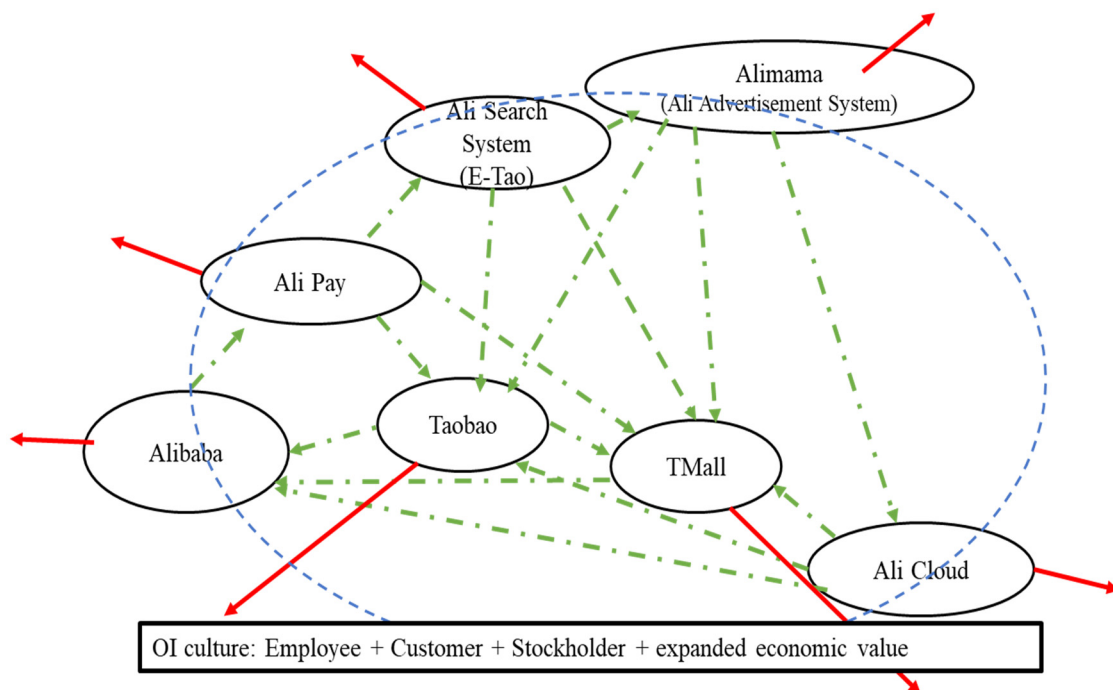 Alimama
(Ali Advertisement System)
Ali Search
System
(E-Tao)
Ali Pay
Taobao
Alibaba
TMall
Ali Cloud
OI culture: Employee + Customer + Stockholder + expanded economic value